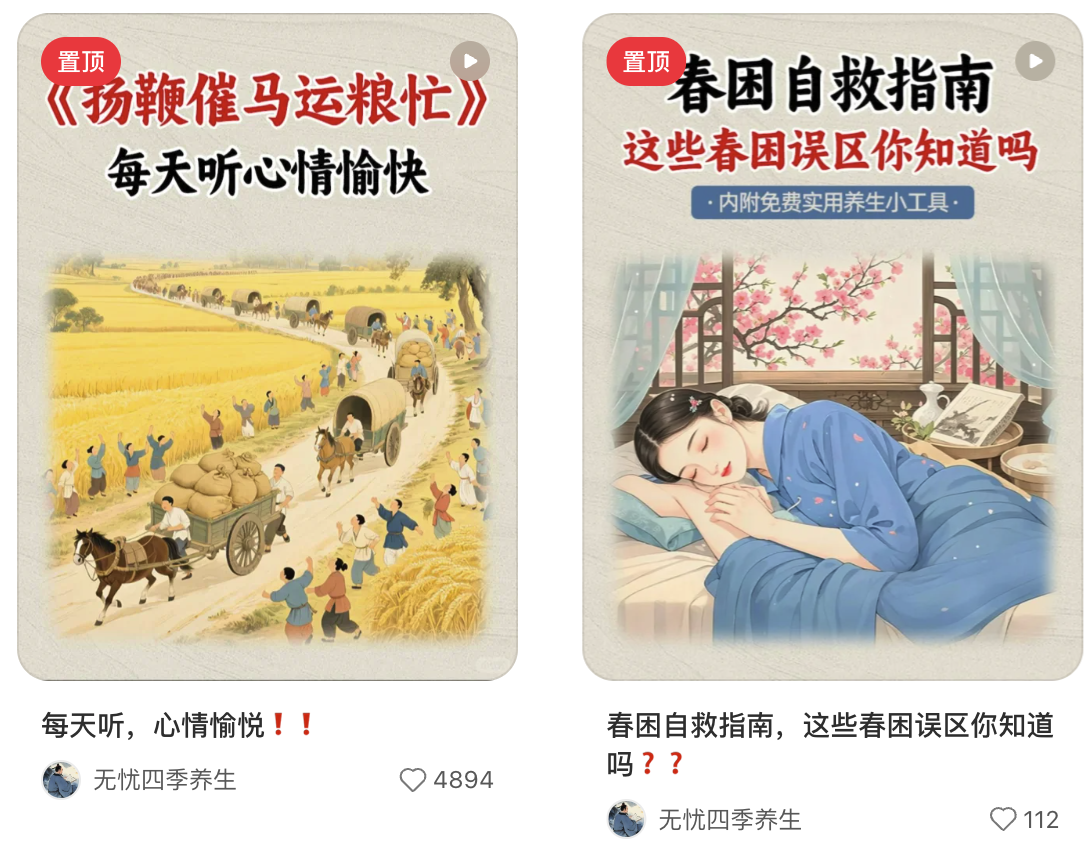 置顶
《扬鞭催马运粮忙》
每天听心情愉快
每天听，心情愉悦❗❗
无忧四季养生
4894
置顶
春困自救指南
这些春困误区你知道吗
·内附免费实用养生小工具·
春困自救指南，这些春困误区你知道
吗❓❓
无忧四季养生
112